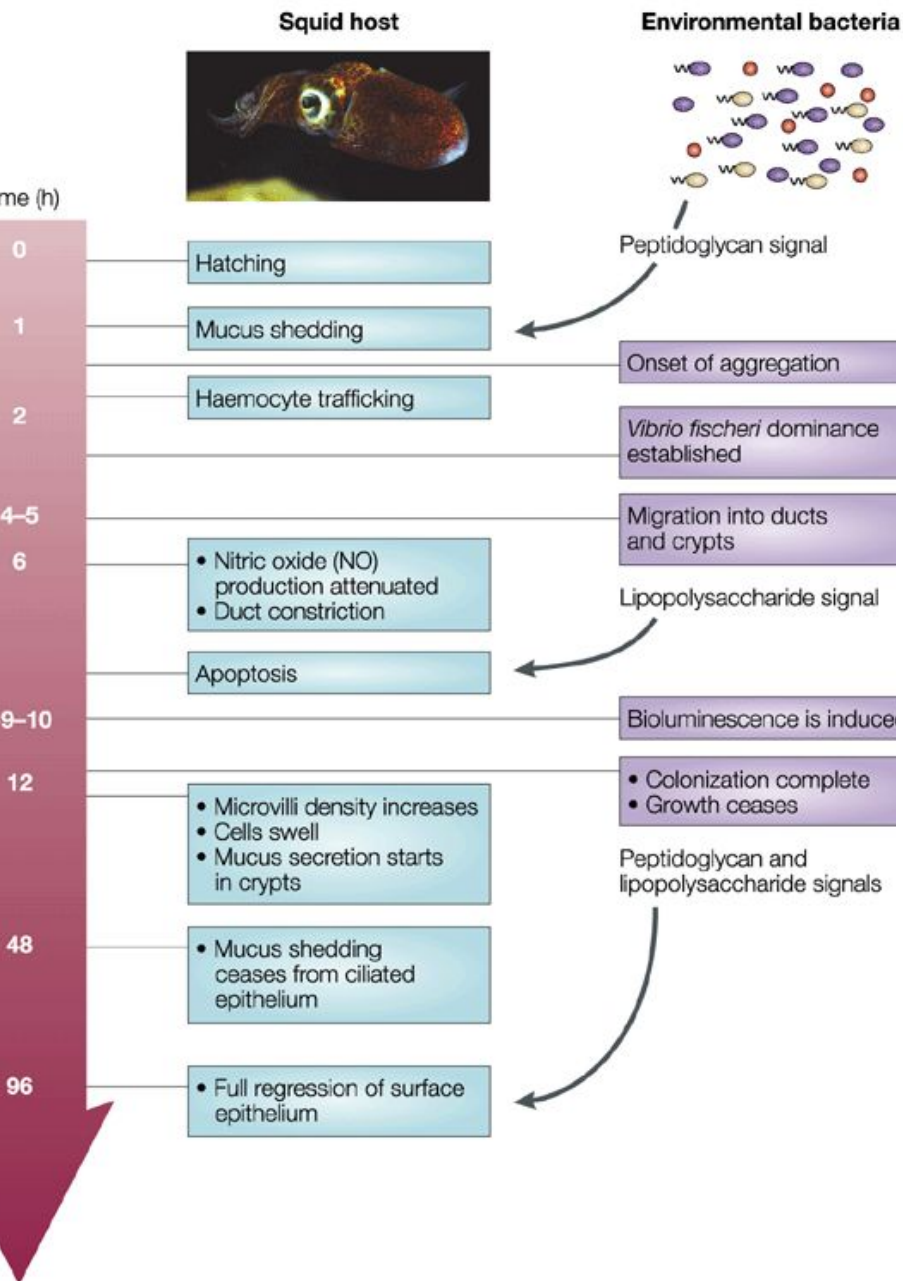 Squid host
Environmental bacteria
me (h)
0
Hatching
Peptidoglycan signal
1
Mucus shedding
Onset of aggregation
Haemocyte trafficking
2
Vibrio fischeri dominance
established
4–5
Migration into ducts
and crypts
6
• Nitric oxide (NO)
production attenuated
• Duct constriction
Lipopolysaccharide signal
Apoptosis
9–10
Bioluminescence is induce
12
• Colonization complete
• Growth ceases
• Microvilli density increases
• Cells swell
• Mucus secretion starts
in crypts
Peptidoglycan and
lipopolysaccharide signals
48
• Mucus shedding
ceases from ciliated
epithelium
96
• Full regression of surface
epithelium